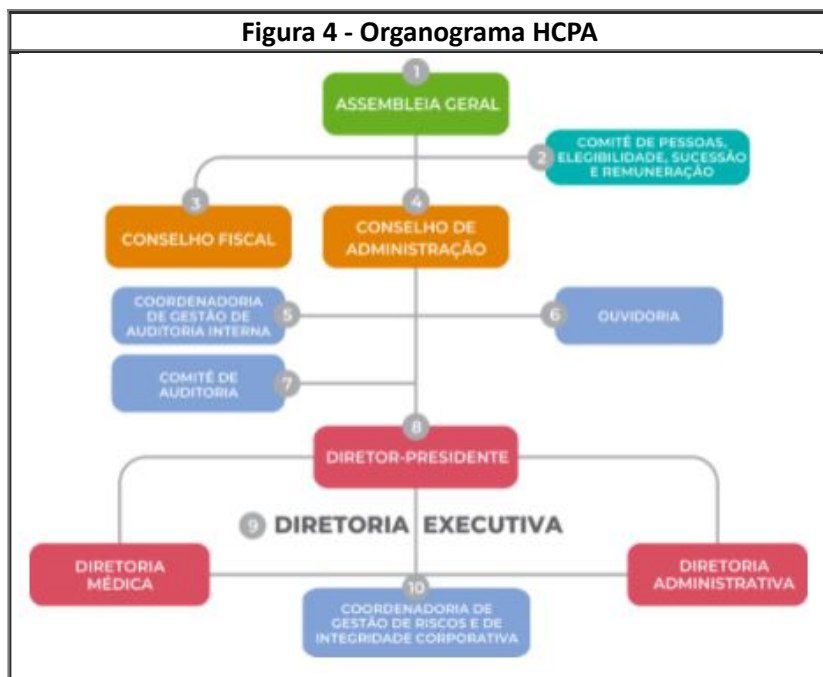 Figura 4 - Organograma HCPA
1
ASSEMBLEIA GERAL
2
COMITÊ DE PESSOAS,
ELEGIBILIDADE, SUCESSÃO
E REMUNERAÇÃO
3
CONSELHO FISCAL
4
CONSELHO DE
ADMINISTRAÇÃO
COORDENADORIA
DE GESTÃO DE
AUDITORIA INTERNA
5
6
OUVIDORIA
COMITÊ DE
AUDITORIA
7
8
DIRETOR-PRESIDENTE
9 DIRETORIA EXECUTIVA
DIRETORIA
MÉDICA
DIRETORIA
ADMINISTRATIVA
10
COORDENADORIA DE
GESTÃO DE RISCOS E DE
INTEGRIDADE CORPORATIVA